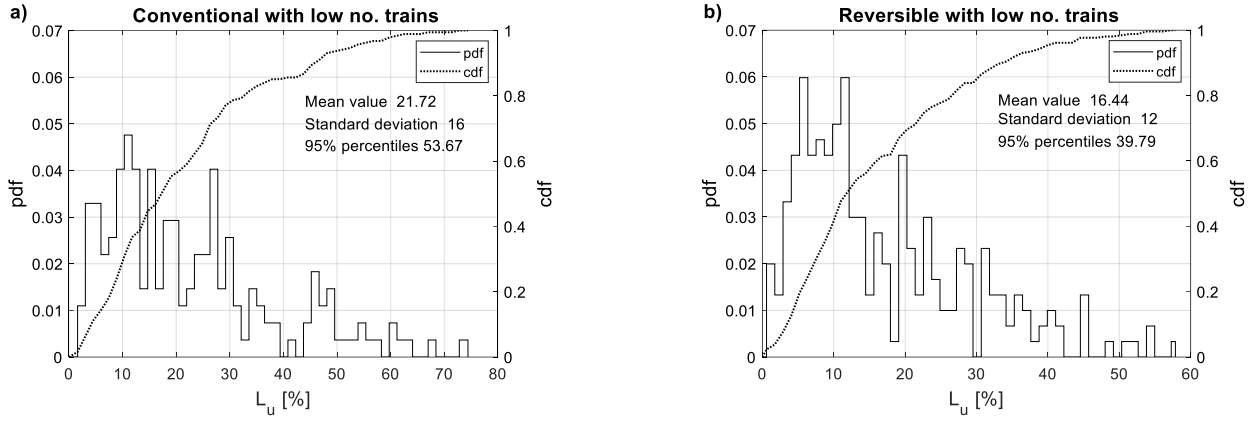 a)
Conventional with low no. trains
0.07
0.06
0.05
0.04
0.03
0.02
0.01
0
pdf
1
0.8
0.6
0.4
0.2
0
cdf
pdf
cdf
Mean value 21.72
Standard deviation 16
95% percentiles 53.67
0 10 20 30 40 50 60 70 80
Lu [%]
b)
Reversible with low no. trains
0.07
0.06
0.05
0.04
0.03
0.02
0.01
0
pdf
1
0.8
0.6
0.4
0.2
0
cdf
pdf
cdf
Mean value 16.44
Standard deviation 12
95% percentiles 39.79
0 10 20 30 40 50 60
Lu [%]